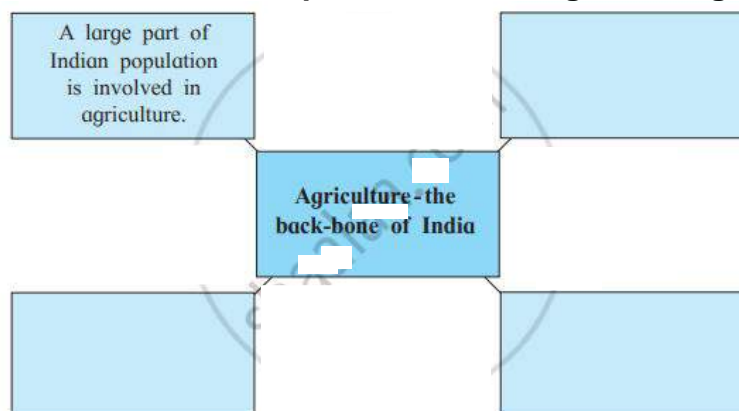 A large part of
Indian population
is involved in
agriculture.
Agriculture-the
back-bone of India